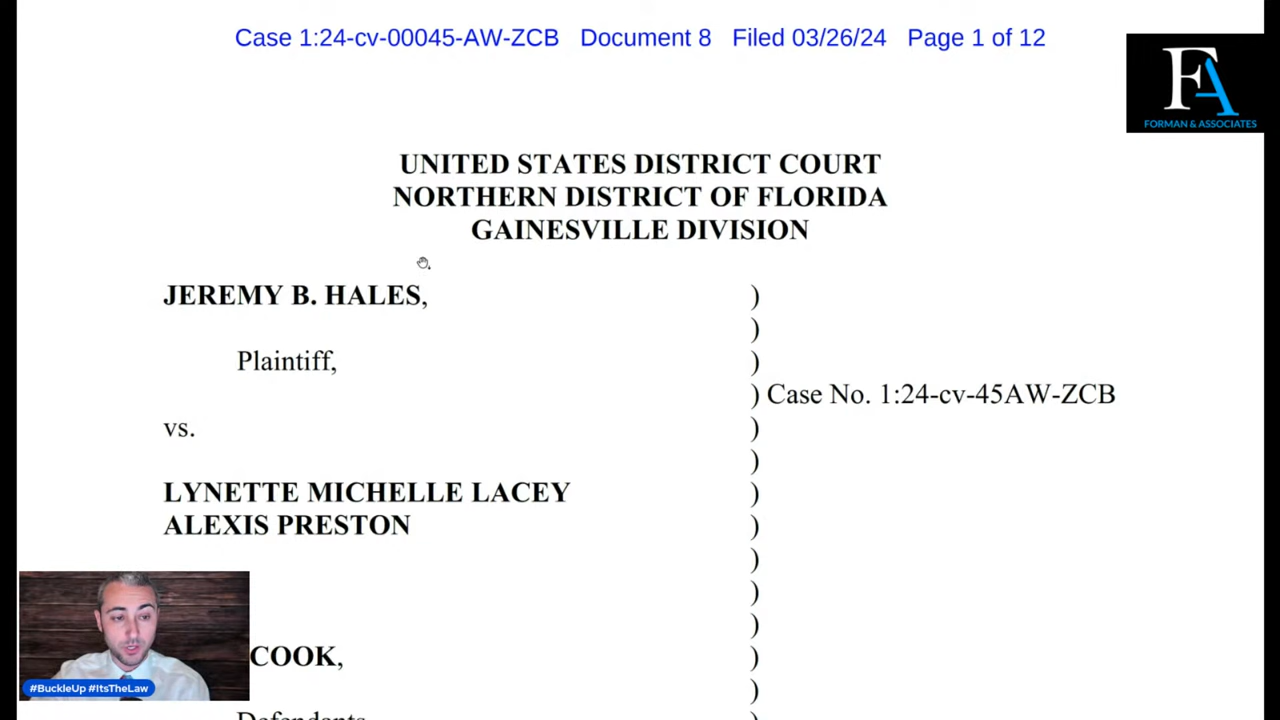 Case 1:24-cv-00045-AW-ZCB Document 8 Filed 03/26/24 Page 1 of 12
FA
FORMAN & ASSOCIATES
UNITED STATES DISTRICT COURT
NORTHERN DISTRICT OF FLORIDA
GAINESVILLE DIVISION
JEREMY B. HALES, )
)
Plaintiff, )
) Case No. 1:24-cv-45AW-ZCB
vs. )
)
LYNETTE MICHELLE LACEY )
ALEXIS PRESTON )
)
)
)
COOK, )
)
Defendants
#BuckleUp #ItsTheLaw